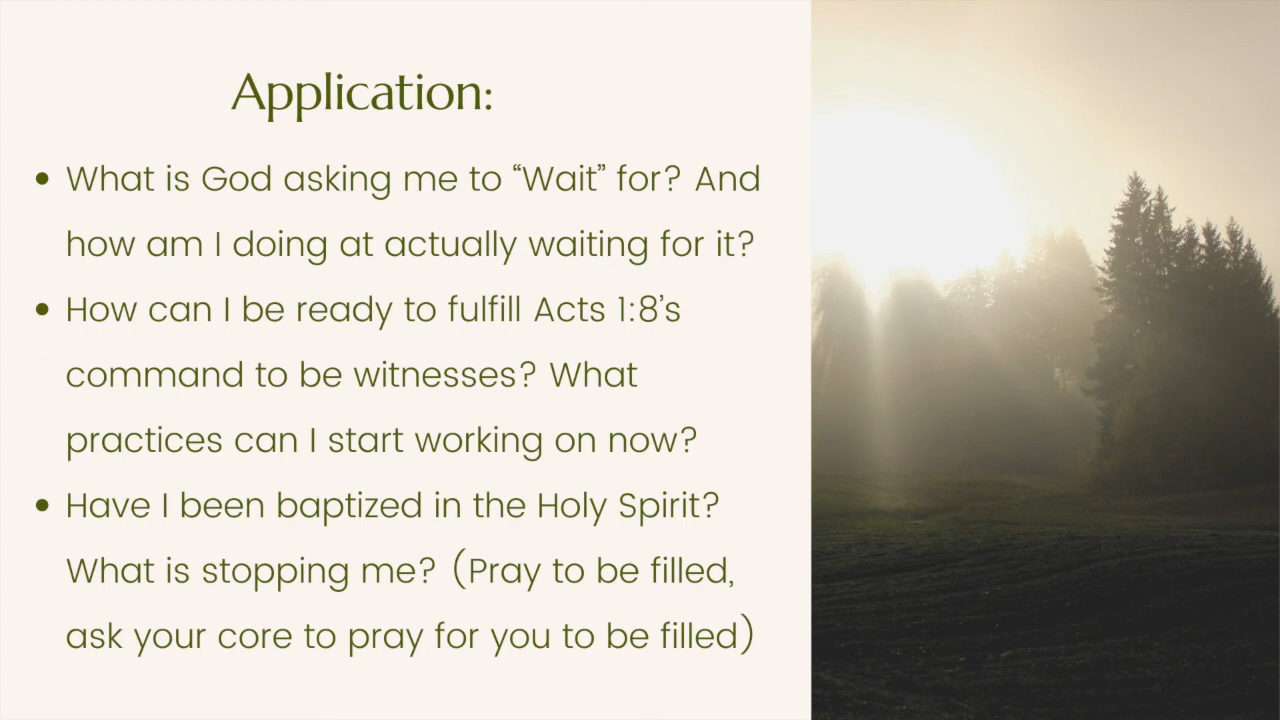 Application:
• What is God asking me to “Wait” for? And
how am I doing at actually waiting for it?
• How can I be ready to fulfill Acts 1:8’s
command to be witnesses? What
practices can I start working on now?
• Have I been baptized in the Holy Spirit?
What is stopping me? (Pray to be filled,
ask your core to pray for you to be filled)